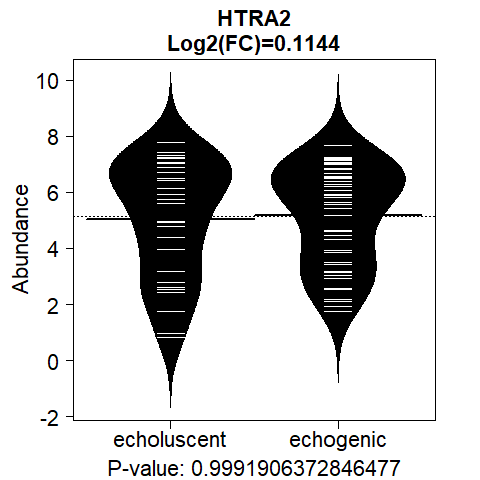 HTRA2
Log2(FC)=0.1144
Abundance
10
8
6
4
2
0
-2
echoluscent echogenic
P-value: 0.9991906372846477